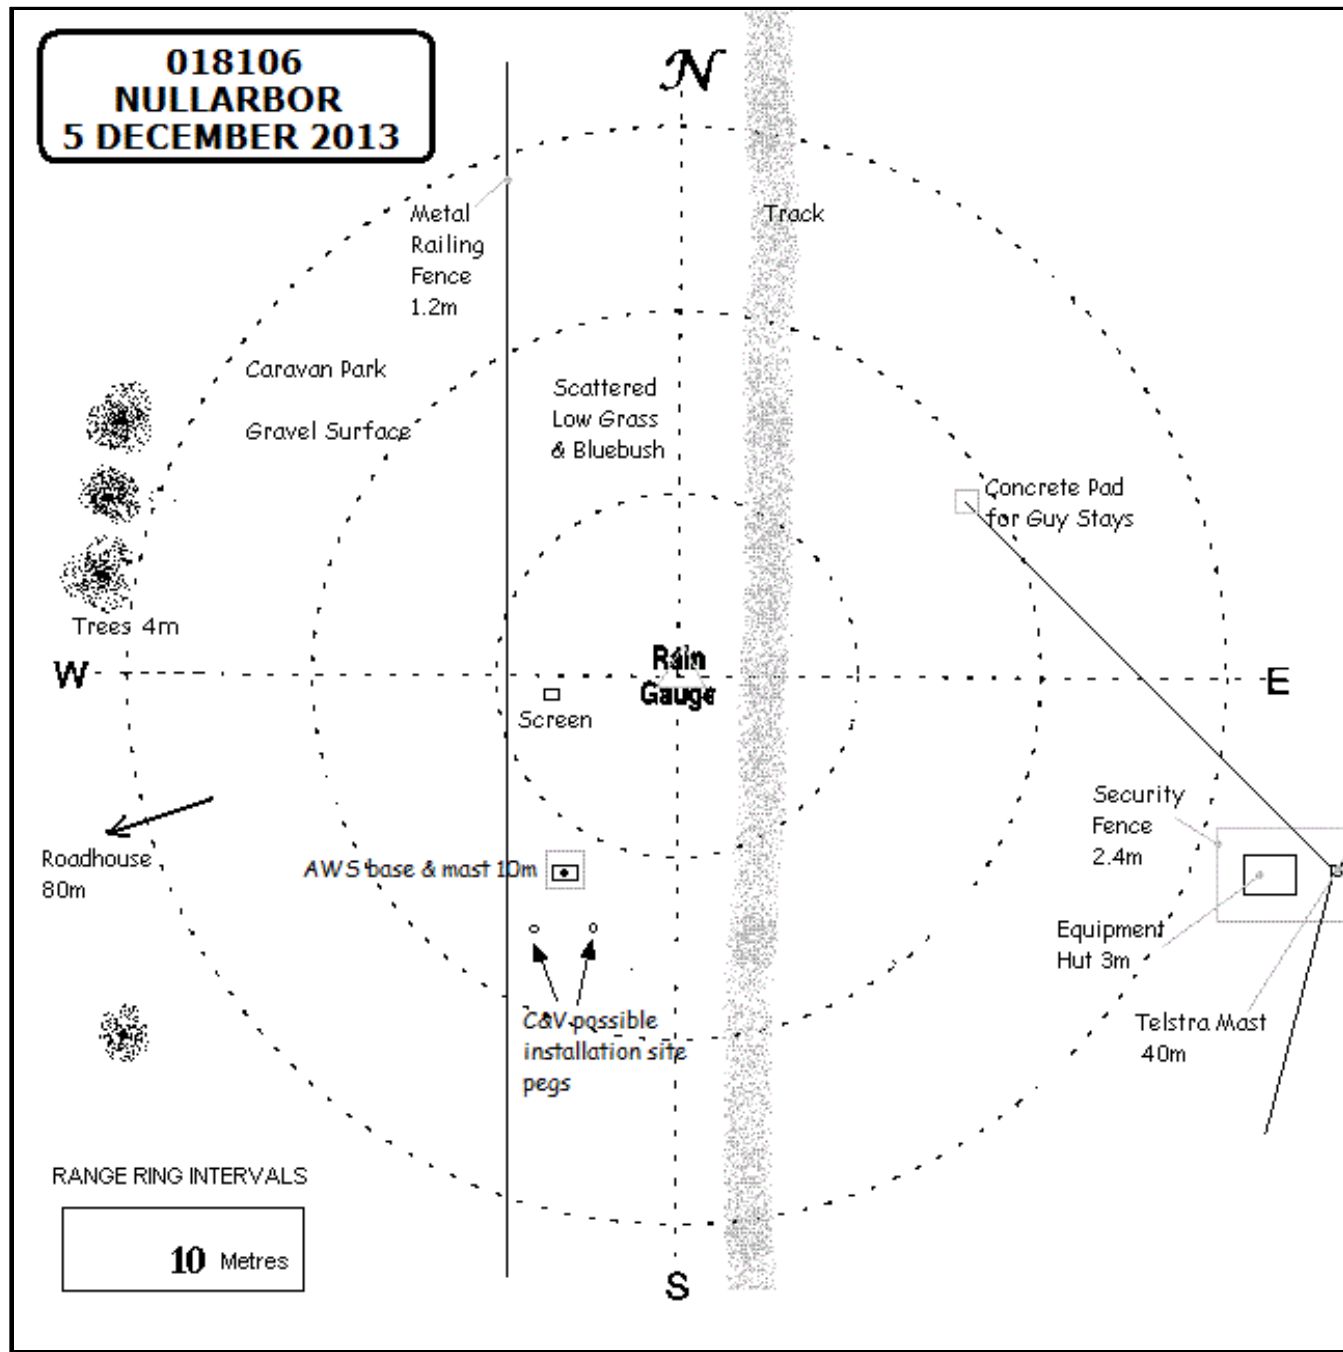 018106
NULLARBOR
5 DECEMBER 2013
N
Metal
Railing
Fence
1.2m
Track
Caravan Park
Gravel Surface
Scattered
Low Grass
& Bluebush
Concrete Pad
for Guy Stays
Trees 4m
W
Rain
Gauge
E
Screen
Security
Fence
2.4m
Roadhouse
80m
AWS base & mast 10m
Equipment
Hut 3m
C&V possible
installation site
pegs
Telstra Mast
40m
RANGE RING INTERVALS
10 Metres
S